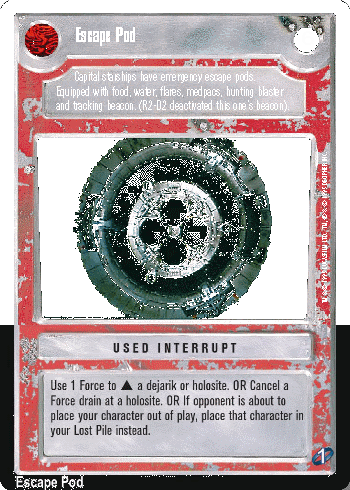 Escape Pod
Capital starships have emergency escape pods.
Equipped with food, water, flares, medpacs, hunting blaster
and tracking beacon. (R2-D2 deactivated this one's beacon).
USED INTERRUPT
Use 1 Force to ▲ a dejarik or holosite. OR Cancel a
Force drain at a holosite. OR If opponent is about to
place your character out of play, place that character in
your Lost Pile instead.
1
Escape Pod